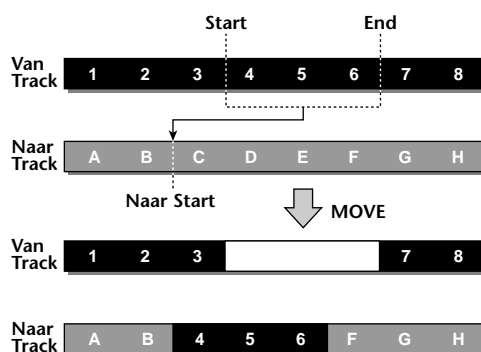 Start End
Van Track 1 2 3 4 5 6 7 8
Naar Track A B C D E F G H
Naar Start
MOVE
Van Track 1 2 3 7 8
Naar Track A B 4 5 6 F G H